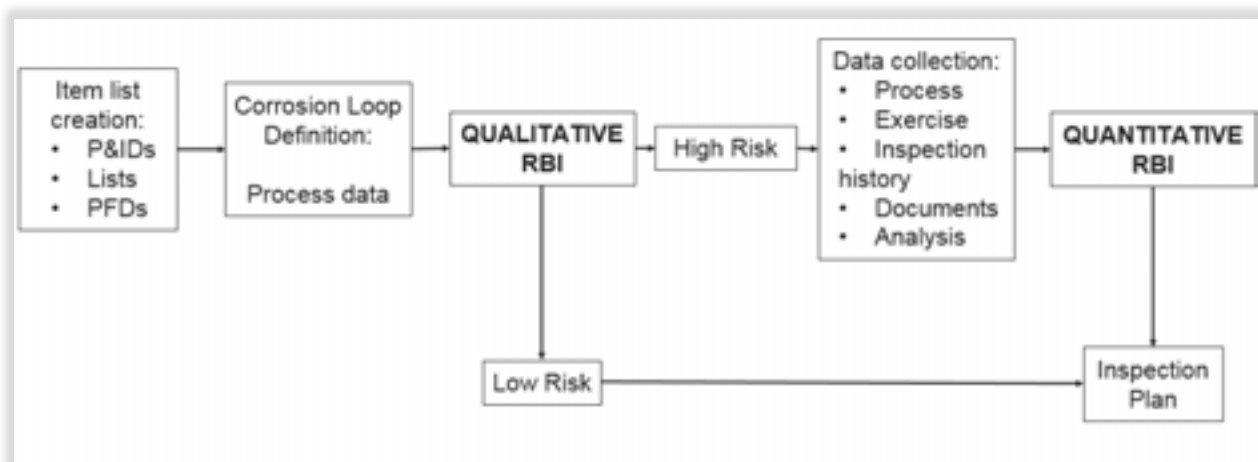 Item list
creation:
• P&IDs
• Lists
• PFDs
Corrosion Loop
Definition:
Process data
QUALITATIVE
RBI
High Risk
Data collection:
• Process
• Exercise
• Inspection
history
• Documents
• Analysis
QUANTITATIVE
RBI
Low Risk
Inspection
Plan